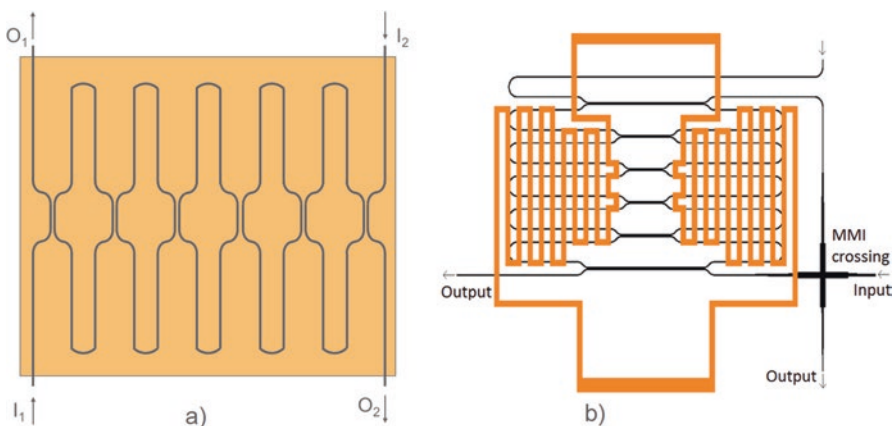 O1
I2
I1
a)
O2
MMI
crossing
Output
Input
Output
b)